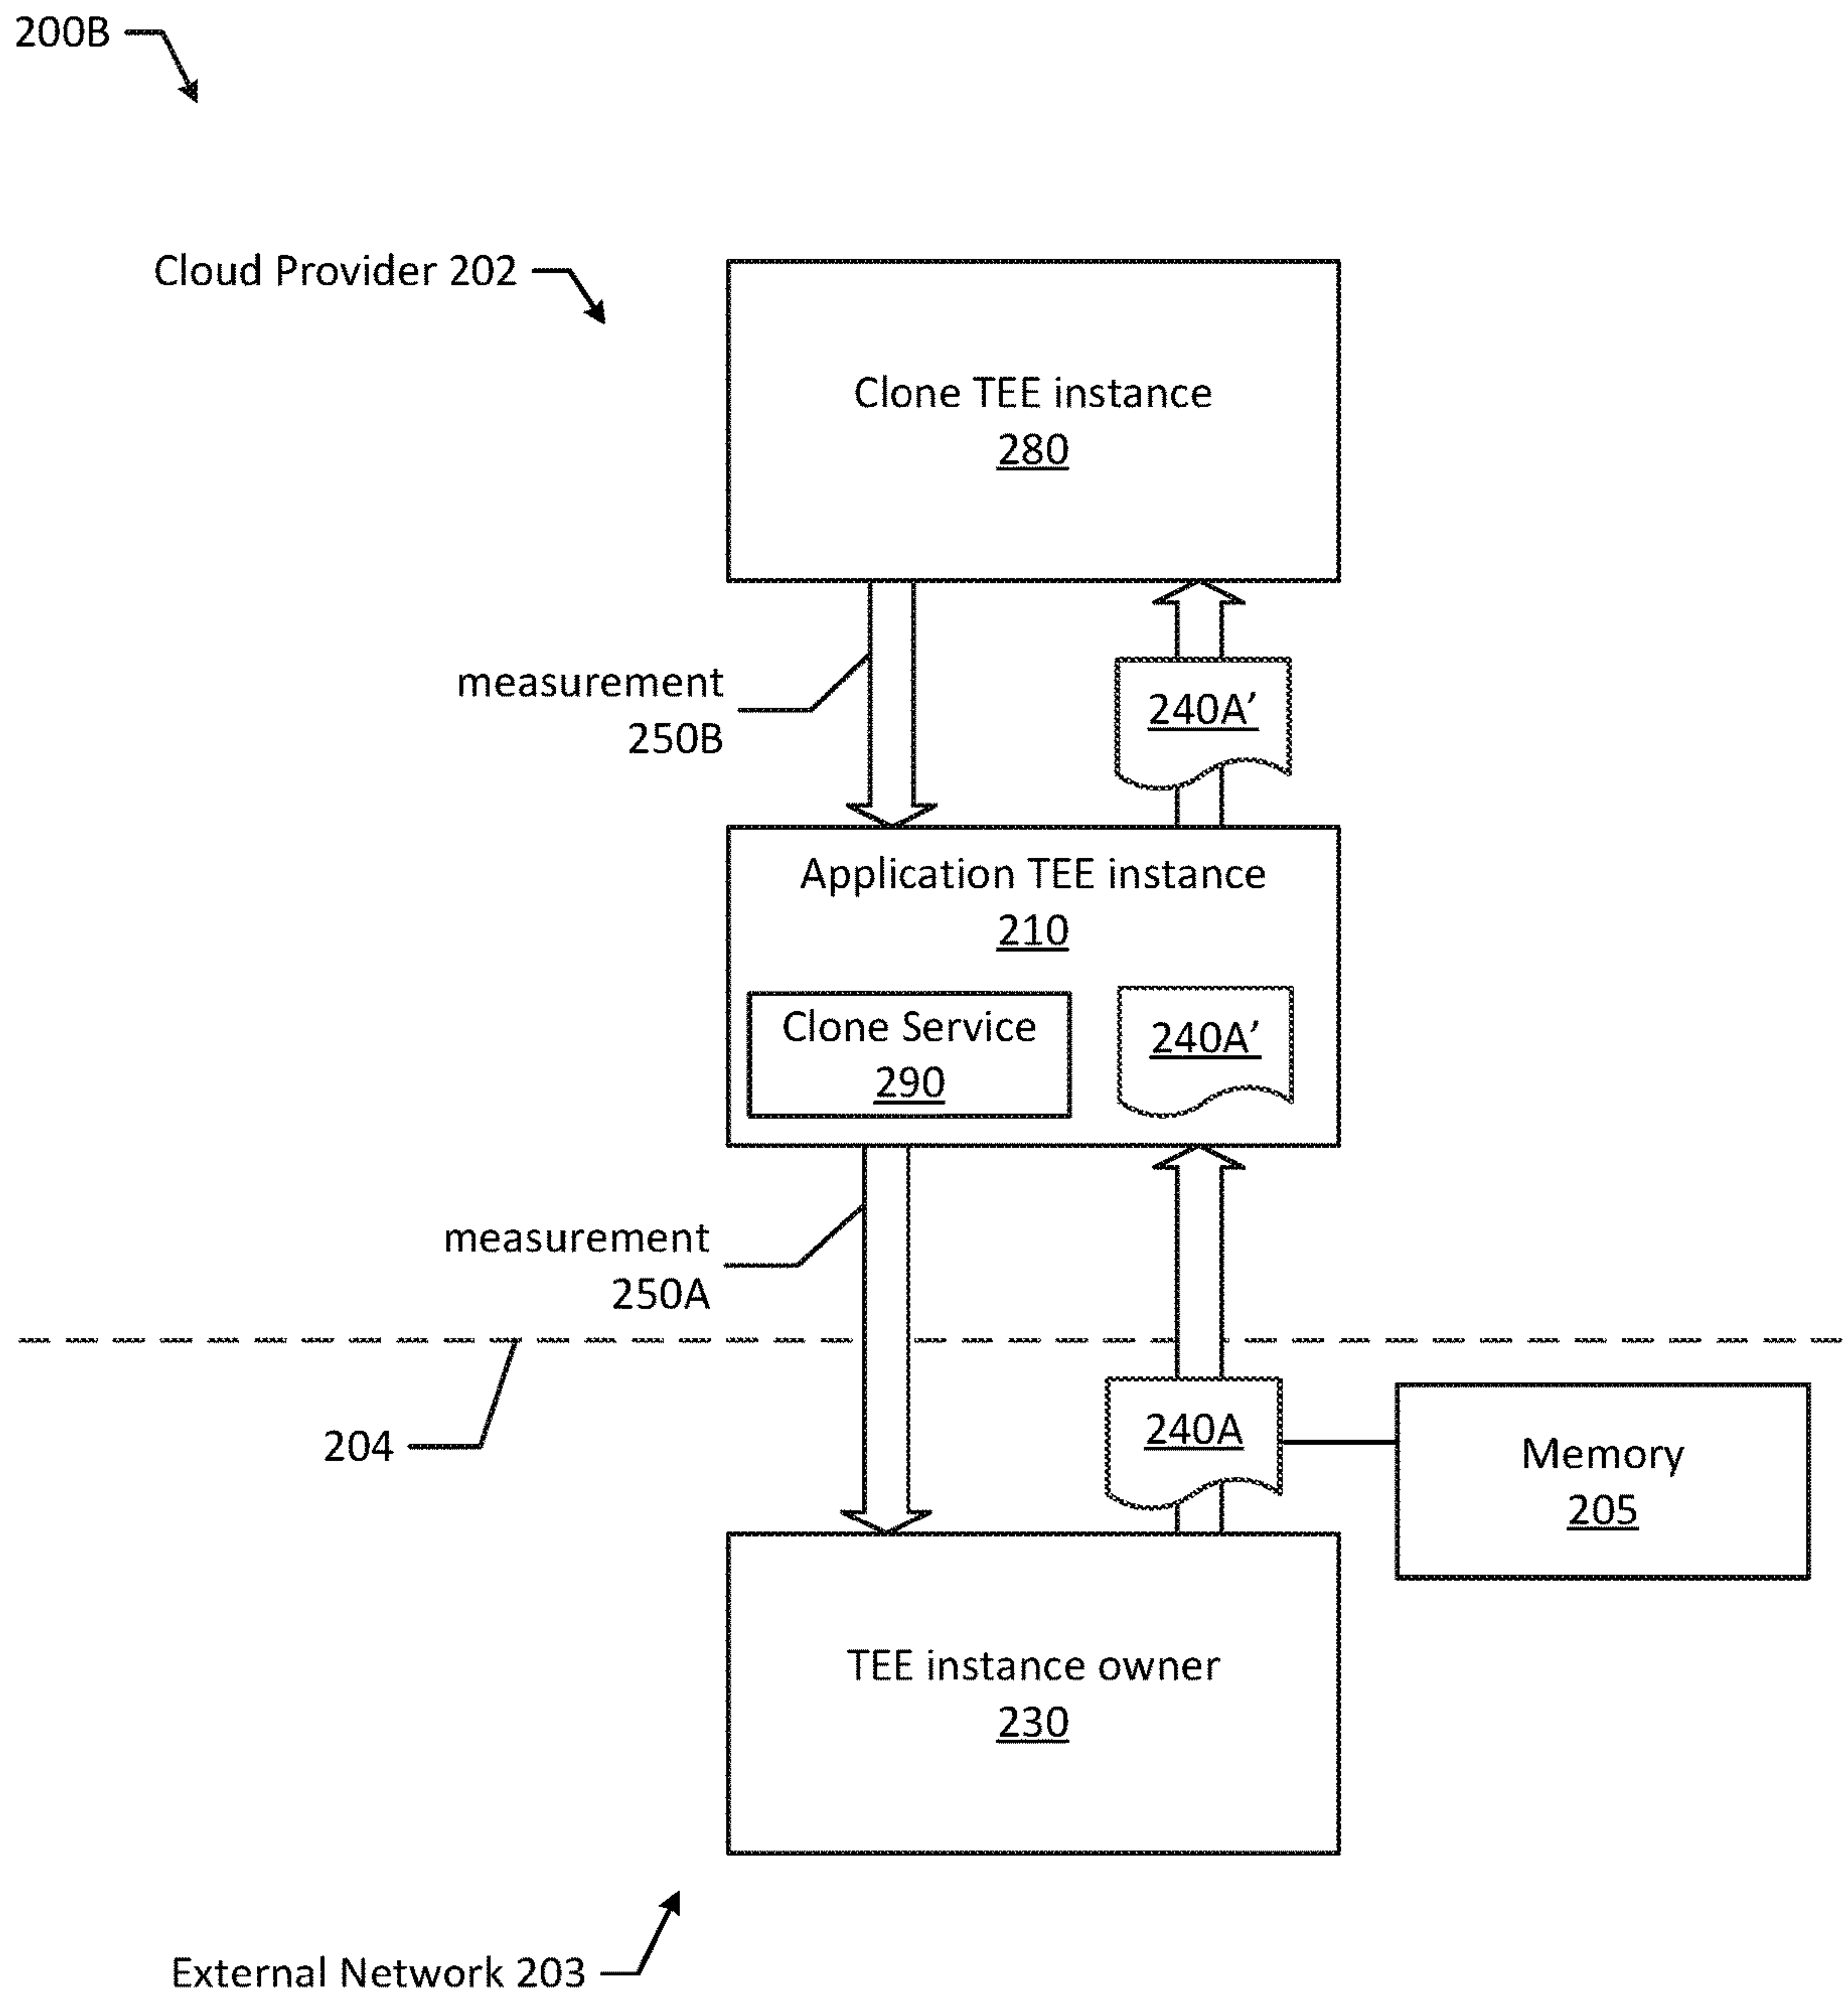 200B
Cloud Provider 202
Clone TEE instance
280
measurement
250B
240A’
Application TEE instance
210
Clone Service
290
240A’
measurement
250A
204
240A
Memory
205
TEE instance owner
230
External Network 203